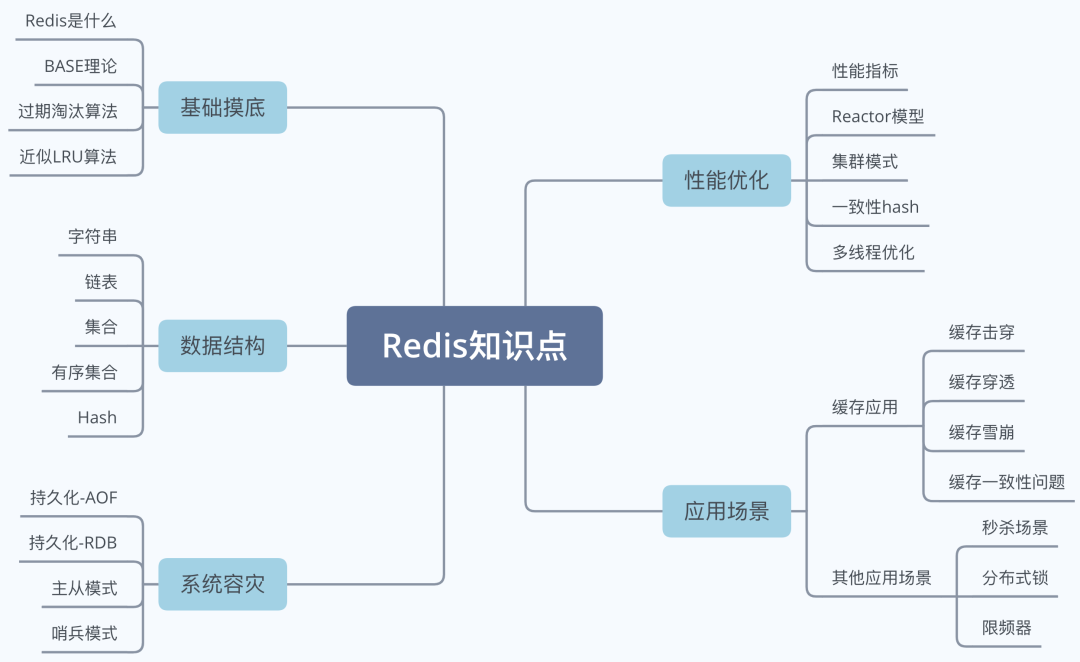 Redis知识点
基础摸底
Redis是什么
BASE理论
过期淘汰算法
近似LRU算法
数据结构
字符串
链表
集合
有序集合
Hash
系统容灾
持久化-AOF
持久化-RDB
主从模式
哨兵模式
性能优化
性能指标
Reactor模型
集群模式
一致性hash
多线程优化
应用场景
缓存应用
缓存击穿
缓存穿透
缓存雪崩
缓存一致性问题
其他应用场景
秒杀场景
分布式锁
限频器